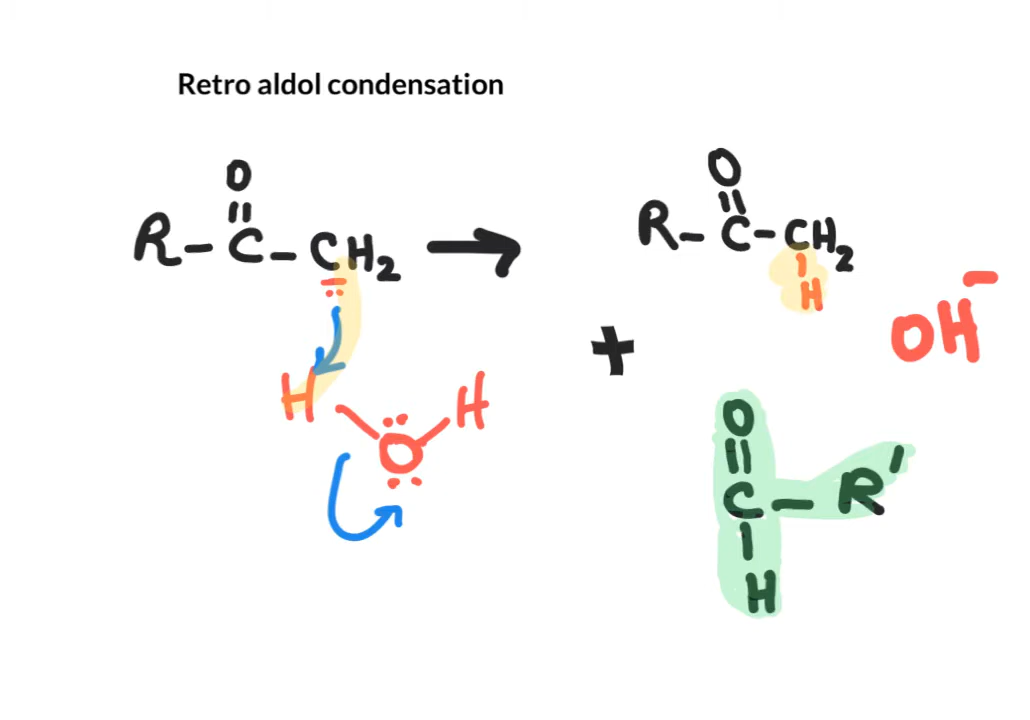 Retro aldol condensation
O
||
R - C - CH₂
O
||
R - C - CH₂
H
OH⁻
H
O
H
+
O
||
C - R'
|
H